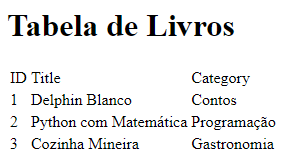 Tabela de Livros
ID Title Category
1 Delphin Blanco Contos
2 Python com Matemática Programação
3 Cozinha Mineira Gastronomia